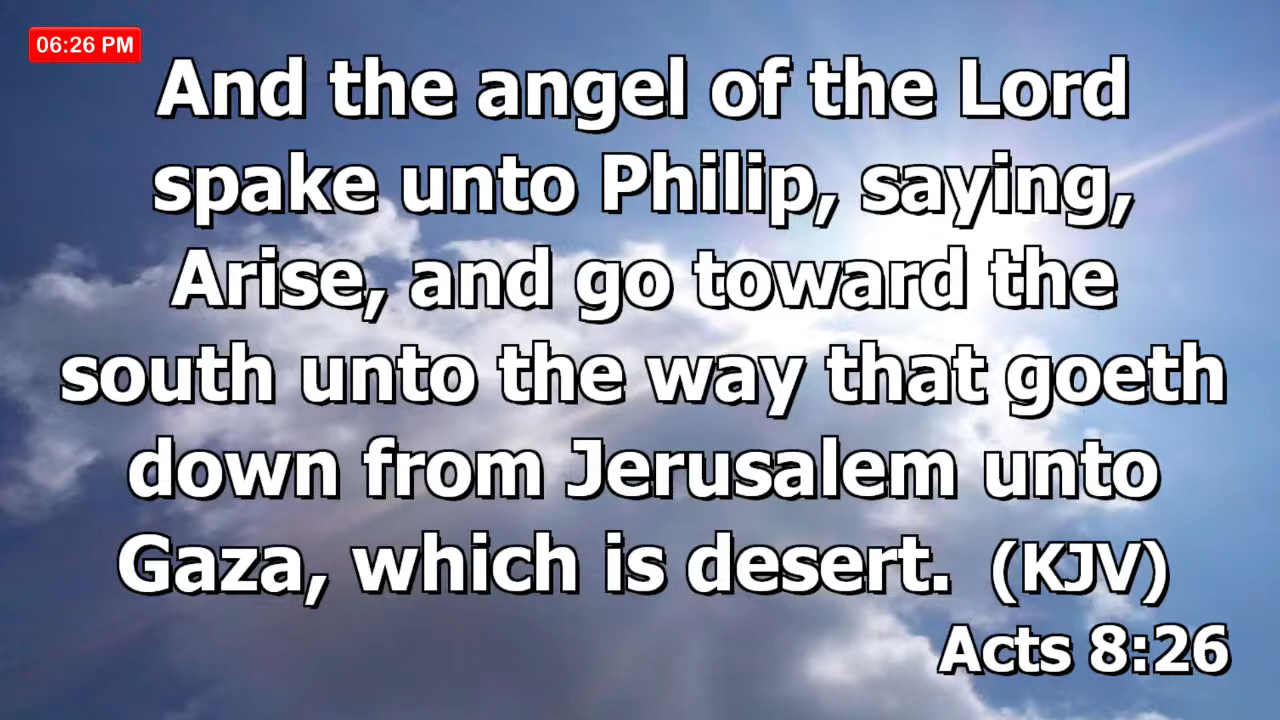 06:26 PM
And the angel of the Lord
spake unto Philip, saying,
Arise, and go toward the
south unto the way that goeth
down from Jerusalem unto
Gaza, which is desert. (KJV)
Acts 8:26